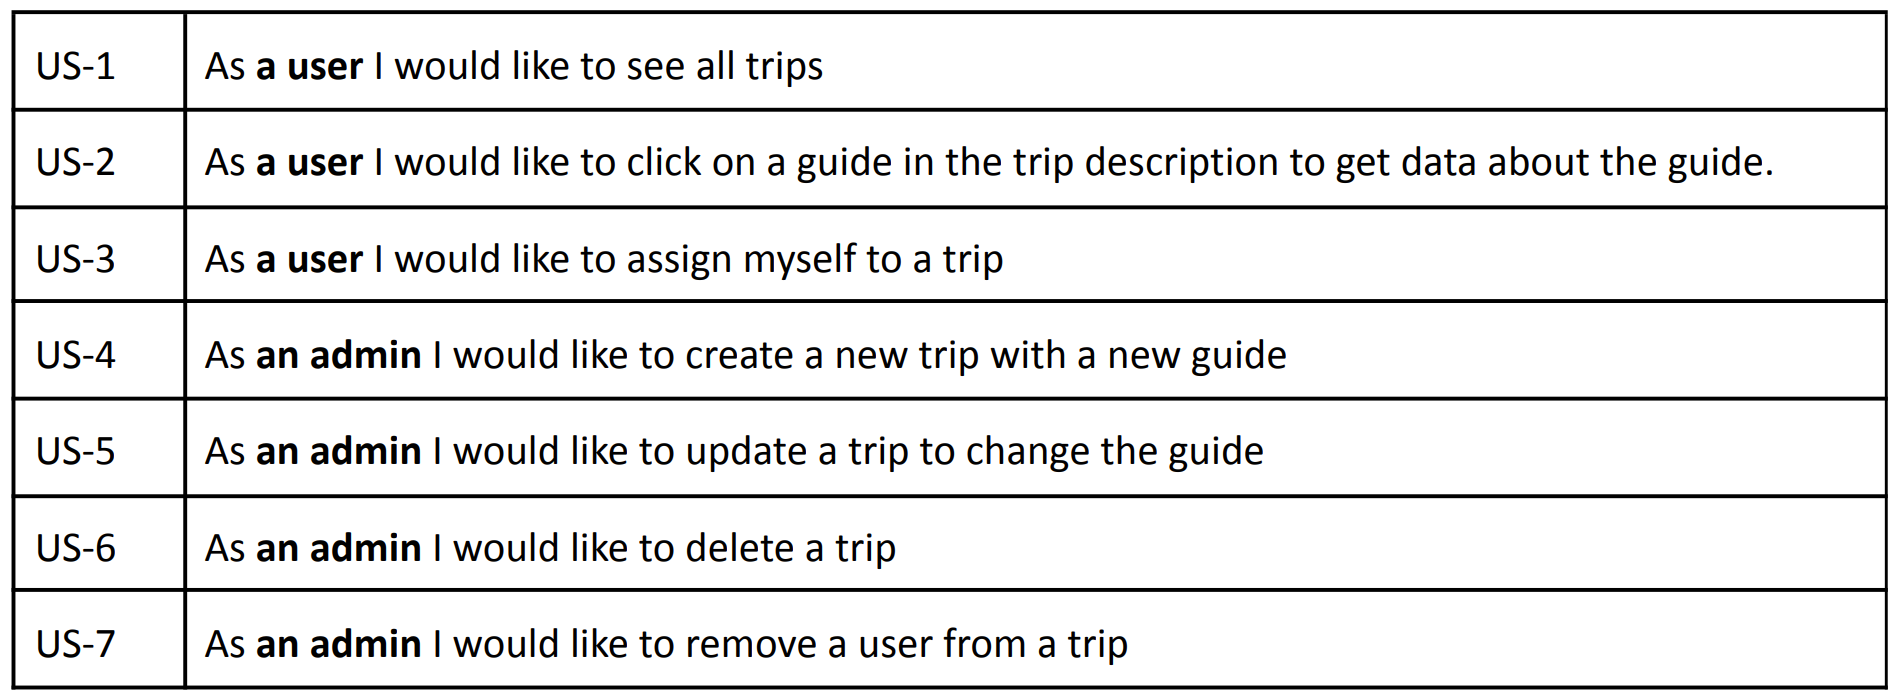 US-1 As a user I would like to see all trips
US-2 As a user I would like to click on a guide in the trip description to get data about the guide.
US-3 As a user I would like to assign myself to a trip
US-4 As an admin I would like to create a new trip with a new guide
US-5 As an admin I would like to update a trip to change the guide
US-6 As an admin I would like to delete a trip
US-7 As an admin I would like to remove a user from a trip